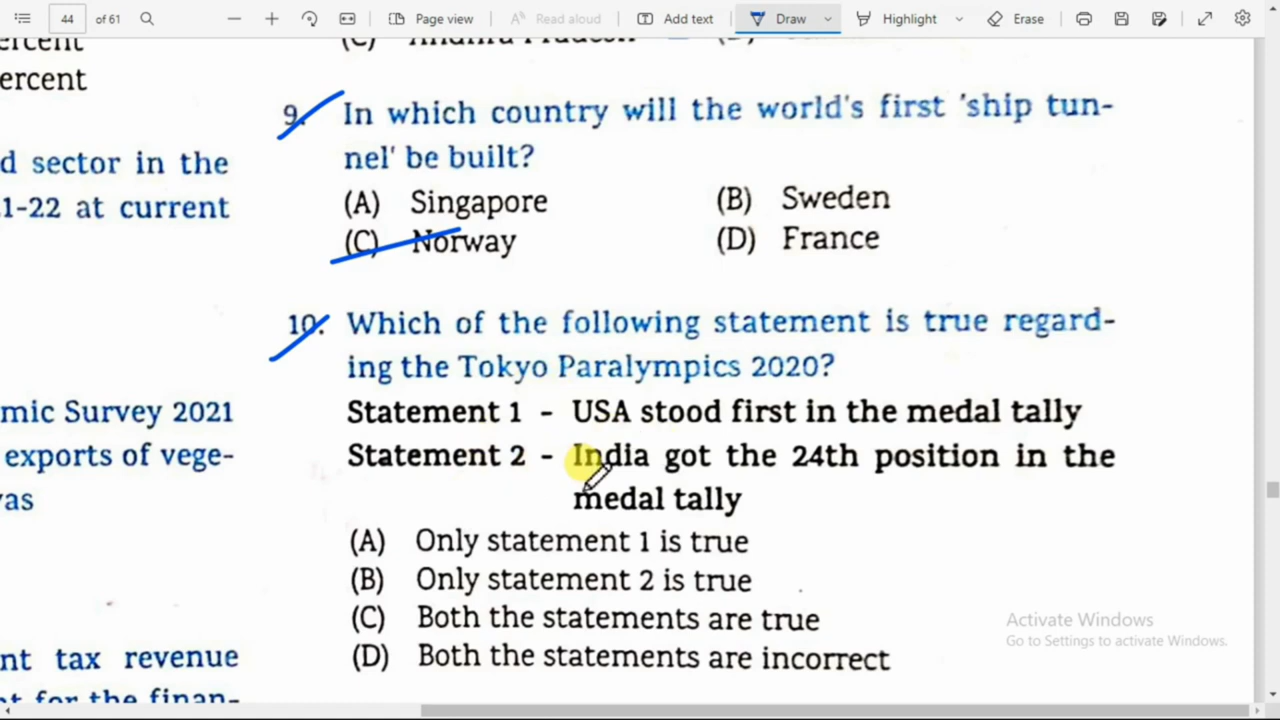 44 of 61 Page view Read aloud Add text Draw Highlight Erase
ercent
ercent
d sector in the
1-22 at current
mic Survey 2021
exports of vege-
as
nt tax revenue
t for the finan-
9. In which country will the world's first 'ship tun-
nel' be built?
(A) Singapore (B) Sweden
(C) Norway (D) France
10. Which of the following statement is true regard-
ing the Tokyo Paralympics 2020?
Statement 1 - USA stood first in the medal tally
Statement 2 - India got the 24th position in the
medal tally
(A) Only statement 1 is true
(B) Only statement 2 is true
(C) Both the statements are true
(D) Both the statements are incorrect
Activate Windows
Go to Settings to activate Windows.